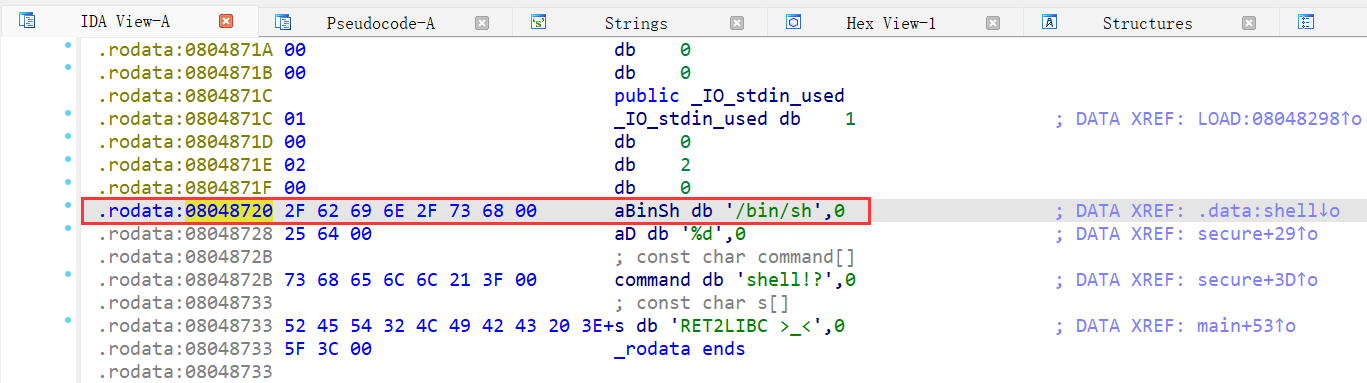 IDA View-A Pseudocode-A Strings Hex View-1 Structures
.rodata:0804871A 00 db 0
.rodata:0804871B 00 db 0
.rodata:0804871C public _IO_stdin_used
.rodata:0804871C 01 _IO_stdin_used db 1 ; DATA XREF: LOAD:08048298↑o
.rodata:0804871D 00 db 0
.rodata:0804871E 02 db 2
.rodata:0804871F 00 db 0
.rodata:08048720 2F 62 69 6E 2F 73 68 00 aBinSh db '/bin/sh',0 ; DATA XREF: .data:shell↓o
.rodata:08048728 25 64 00 aD db '%d',0 ; DATA XREF: secure+29↑o
.rodata:0804872B ; const char command[]
.rodata:0804872B 73 68 65 6C 6C 21 3F 00 command db 'shell!?',0 ; DATA XREF: secure+3D↑o
.rodata:08048733 ; const char s[]
.rodata:08048733 52 45 54 32 4C 49 42 43 20 3E+s db 'RET2LIBC >_<',0 ; DATA XREF: main+53↑o
.rodata:08048733 5F 3C 00 _rodata ends
.rodata:08048733